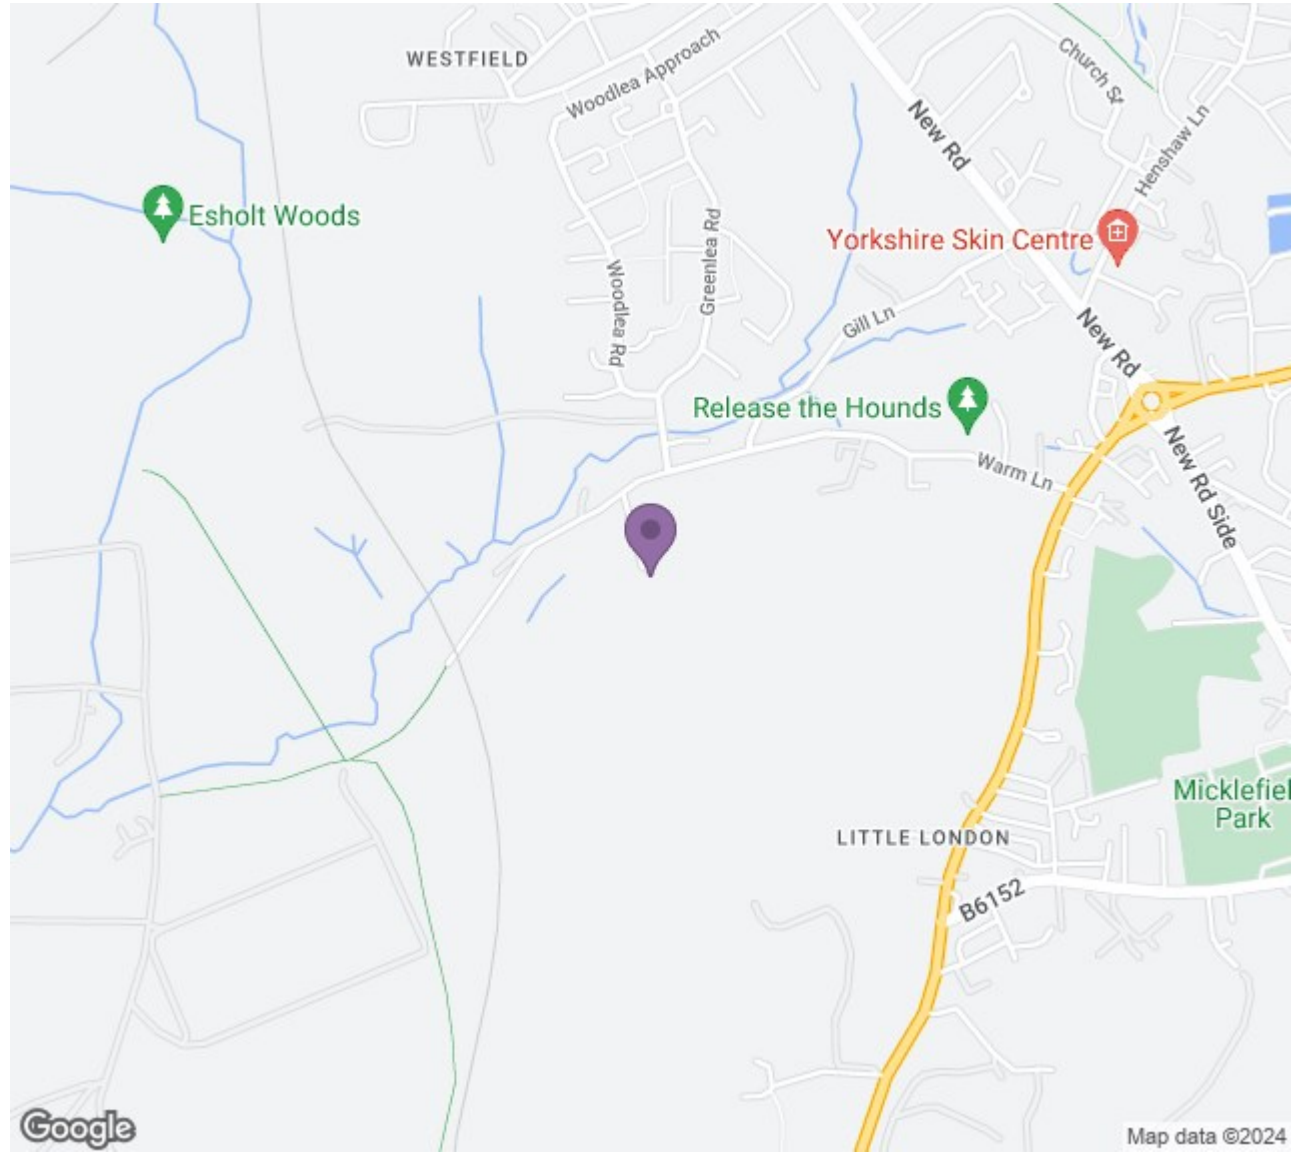 WESTFIELD
Woodlea Approach
Church St
New Rd
Henshaw Ln
Esholt Woods
Greenlea Rd
Yorkshire Skin Centre
Woodlea Rd
Gill Ln
New Rd
Release the Hounds
Warm Ln
New Rd Side
Micklefiel
Park
LITTLE LONDON
B6152
Google
Map data ©2024